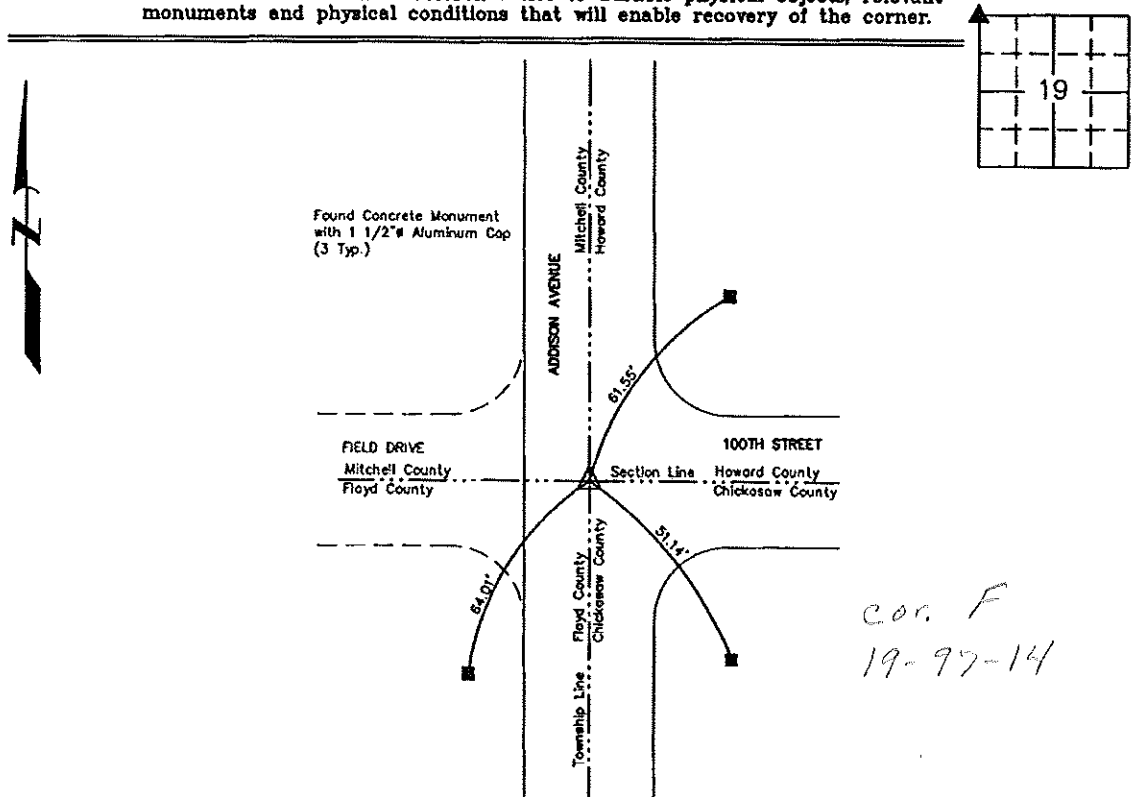 monuments and physical conditions that will enable recovery of the corner.
19
N
Mitchell County
Howard County
Found Concrete Monument
with 1 1/2"ø Aluminum Cap
(3 Typ.)
ADDISON AVENUE
61.55'
FIELD DRIVE
100TH STREET
Mitchell County
Section Line
Howard County
Floyd County
Chickasaw County
51.14'
64.01'
Township Line
Floyd County
Chickasaw County
cor. F
19-97-14